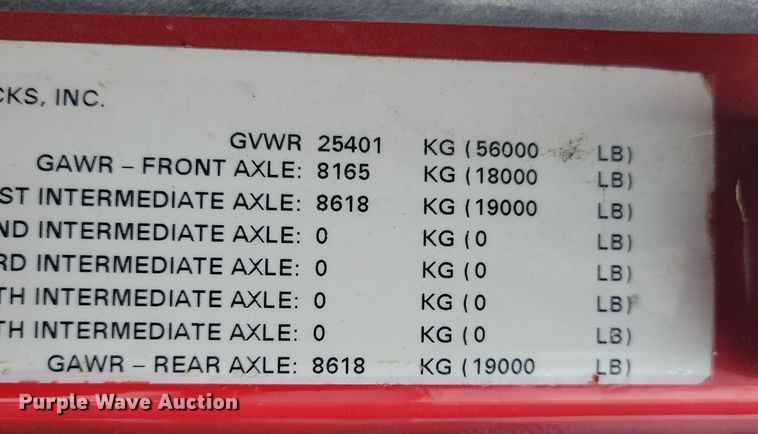 CKS, INC.
GVWR 25401 KG (56000 LB)
GAWR – FRONT AXLE: 8165 KG (18000 LB)
ST INTERMEDIATE AXLE: 8618 KG (19000 LB)
ND INTERMEDIATE AXLE: 0 KG (0 LB)
RD INTERMEDIATE AXLE: 0 KG (0 LB)
TH INTERMEDIATE AXLE: 0 KG (0 LB)
TH INTERMEDIATE AXLE: 0 KG (0 LB)
GAWR – REAR AXLE: 8618 KG (19000 LB)
Purple Wave Auction